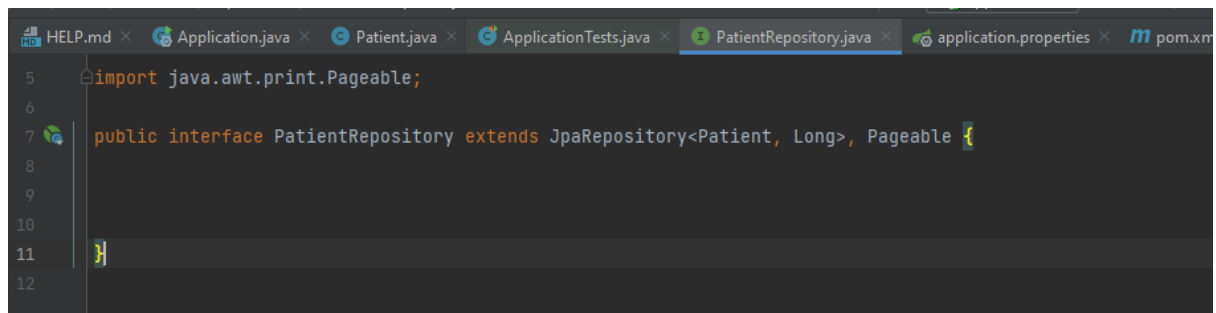 MD HELP.md × Application.java × C Patient.java × ApplicationTests.java × I PatientRepository.java × application.properties × m pom.xm
5 import java.awt.print.Pageable;
6
7 public interface PatientRepository extends JpaRepository<Patient, Long>, Pageable {
8
9
10
11 }
12